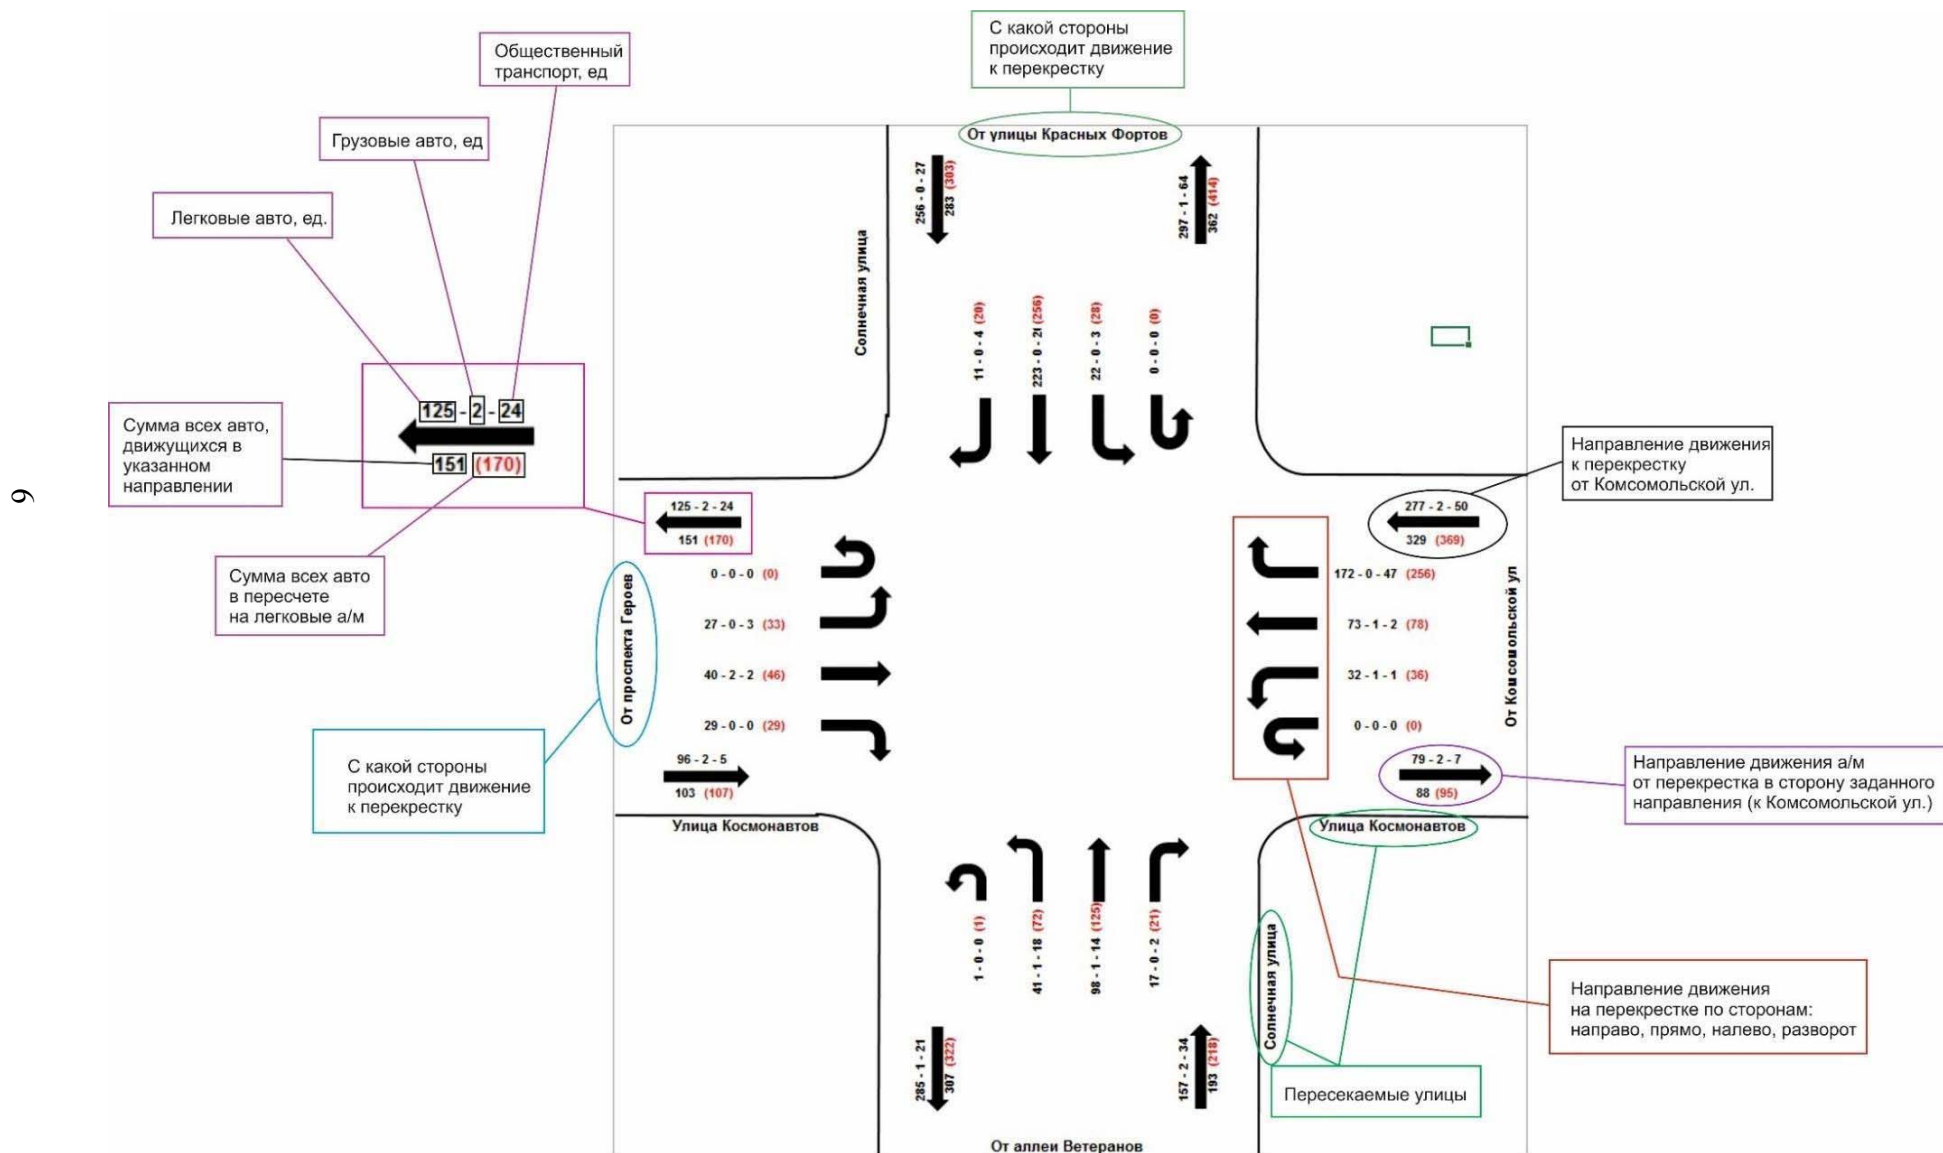 С какой стороны
происходит движение
к перекрестку
Общественный
транспорт, ед
Грузовые авто, ед
Легковые авто, ед.
От улицы Красных Фортов
256 - 0 - 27
283 (303)
297 - 1 - 64
362 (414)
Солнечная улица
11 - 0 - 4 (20)
223 - 0 - 2 (256)
22 - 0 - 3 (28)
0 - 0 - 0 (0)
125 - 2 - 24
151 (170)
Сумма всех авто,
движущихся в
указанном
направлении
Сумма всех авто
в пересчете
на легковые а/м
Направление движения
к перекрестку
от Комсомольской ул.
125 - 2 - 24
151 (170)
277 - 2 - 50
329 (369)
От проспекта Героев
0 - 0 - 0 (0)
27 - 0 - 3 (33)
40 - 2 - 2 (46)
29 - 0 - 0 (29)
96 - 2 - 5
103 (107)
172 - 0 - 47 (256)
73 - 1 - 2 (78)
32 - 1 - 1 (36)
0 - 0 - 0 (0)
От Комсомольской ул
79 - 2 - 7
88 (95)
С какой стороны
происходит движение
к перекрестку
Направление движения а/м
от перекрестка в сторону заданного
направления (к Комсомольской ул.)
Улица Космонавтов
Улица Космонавтов
1 - 0 - 0 (1)
41 - 1 - 18 (72)
98 - 1 - 14 (125)
17 - 0 - 2 (21)
Солнечная улица
Направление движения
на перекрестке по сторонам:
направо, прямо, налево, разворот
285 - 1 - 21
307 (322)
157 - 2 - 34
193 (218)
Пересекаемые улицы
От аллеи Ветеранов
9